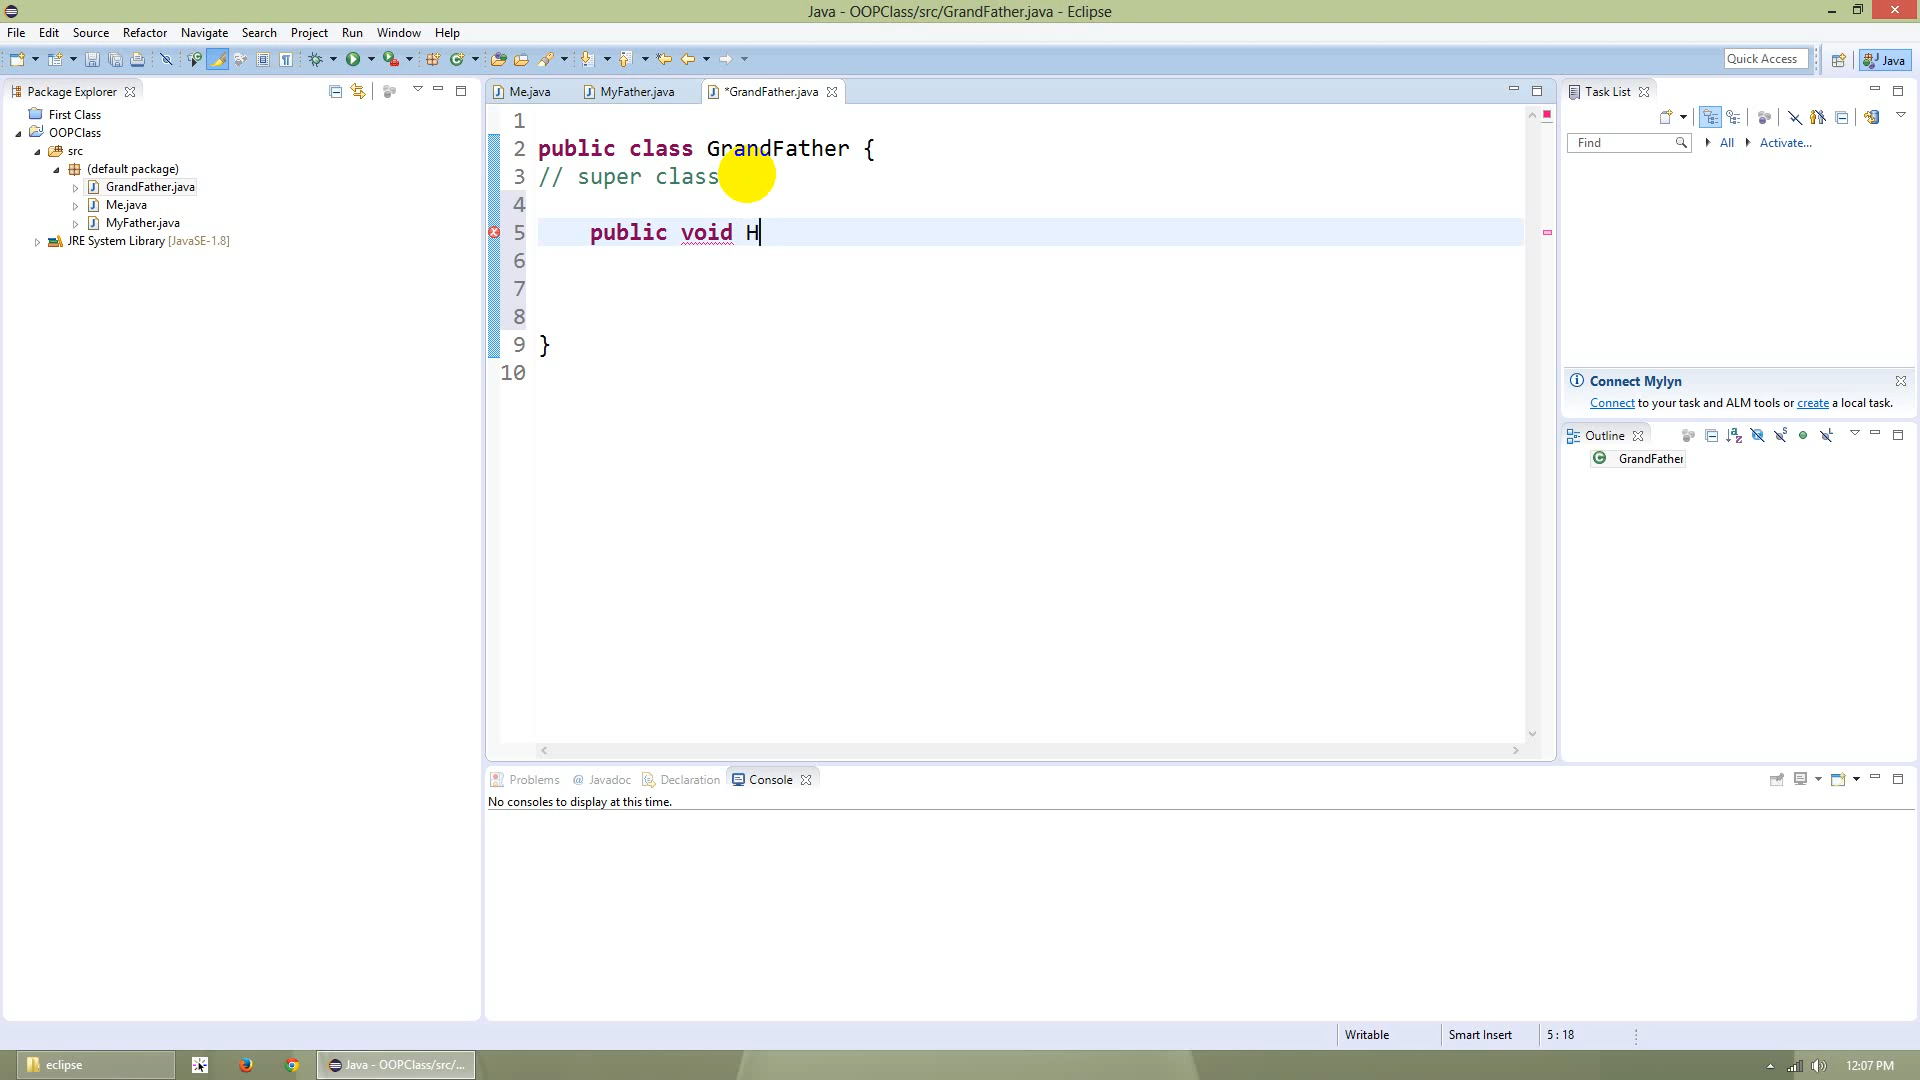 Java - OOPClass/src/GrandFather.java - Eclipse
File Edit Source Refactor Navigate Search Project Run Window Help
Quick Access
Java
Package Explorer
First Class
OOPClass
src
(default package)
GrandFather.java
Me.java
MyFather.java
JRE System Library [JavaSE-1.8]
Me.java MyFather.java *GrandFather.java
1
2 public class GrandFather {
3 // super class
4
5 public void H
6
7
8
9 }
10
Task List
Find
All
Activate...
Connect Mylyn
Connect to your task and ALM tools or create a local task.
Outline
GrandFather
Problems @ Javadoc Declaration Console
No consoles to display at this time.
Writable Smart Insert 5 : 18
eclipse
Java - OOPClass/src/...
12:07 PM